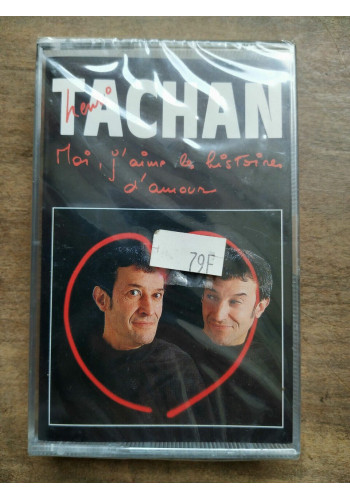 henri
TACHAN
Moi, j'aime les histoires
d'amour
79F